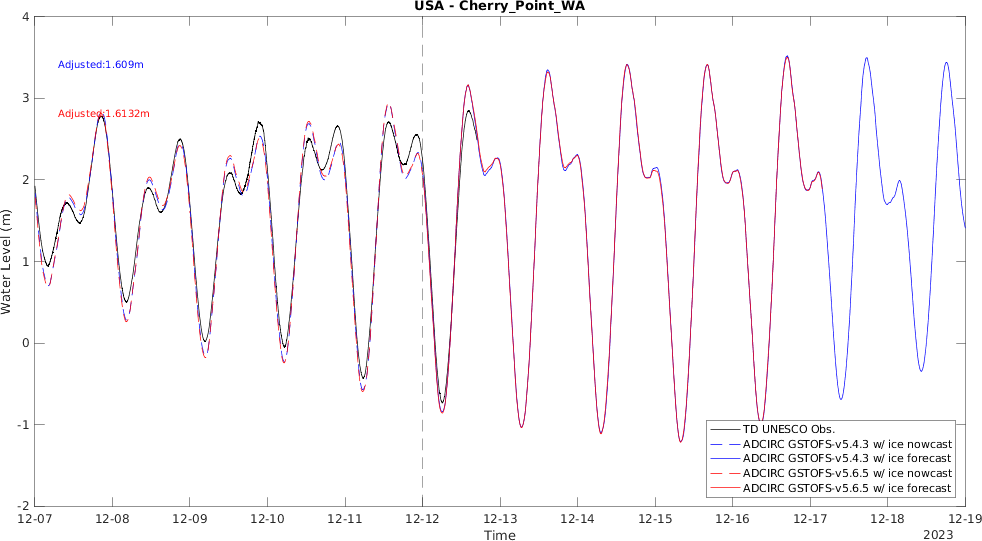 USA - Cherry_Point_WA
4
3
2
1
0
-1
-2
Water Level (m)
Adjusted:1.609m
Adjusted:1.6132m
TD UNESCO Obs.
ADCIRC GSTOFS-v5.4.3 w/ ice nowcast
ADCIRC GSTOFS-v5.4.3 w/ ice forecast
ADCIRC GSTOFS-v5.6.5 w/ ice nowcast
ADCIRC GSTOFS-v5.6.5 w/ ice forecast
12-07 12-08 12-09 12-10 12-11 12-12 12-13 12-14 12-15 12-16 12-17 12-18 12-19
Time
2023